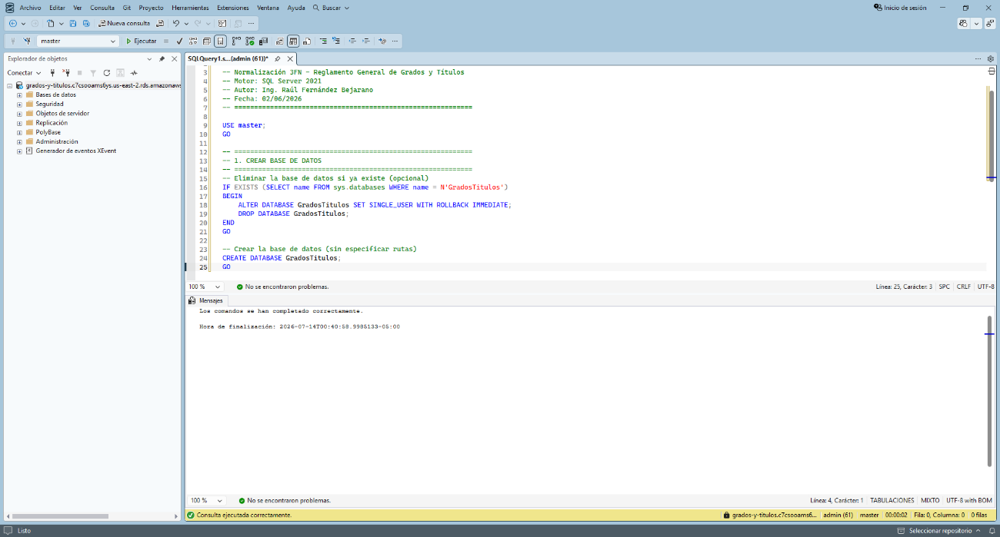 Archivo Editar Ver Consulta Git Proyecto Herramientas Extensiones Ventana Ayuda Buscar Inicio de sesión
Nueva consulta
master Ejecutar
Explorador de objetos
Conectar
grados-y-titulos.c7csooams6ys.us-east-2.rds.amazonaws
Bases de datos
Seguridad
Objetos de servidor
Replicación
PolyBase
Administración
Generador de eventos XEvent
SQLQuery1.s...(admin (61))*
3 -- Normalización 3FN - Reglamento General de Grados y Títulos
4 -- Motor: SQL Server 2021
5 -- Autor: Ing. Raúl Fernández Bejarano
6 -- Fecha: 02/06/2026
7 -- ============================================================
8
9 USE master;
10 GO
11
12 -- ============================================================
13 -- 1. CREAR BASE DE DATOS
14 -- ============================================================
15 -- Eliminar la base de datos si ya existe (opcional)
16 IF EXISTS (SELECT name FROM sys.databases WHERE name = N'GradosTitulos')
17 BEGIN
18 ALTER DATABASE GradosTitulos SET SINGLE_USER WITH ROLLBACK IMMEDIATE;
19 DROP DATABASE GradosTitulos;
20 END
21 GO
22
23 -- Crear la base de datos (sin especificar rutas)
24 CREATE DATABASE GradosTitulos;
25 GO
100 % No se encontraron problemas. Línea: 25, Carácter: 3 SPC CRLF UTF-8
Mensajes
Los comandos se han completado correctamente.
Hora de finalización: 2026-07-14T00:40:58.9985133-05:00
100 % No se encontraron problemas. Línea: 4, Carácter: 1 TABULACIONES MIXTO UTF-8 with BOM
Consulta ejecutada correctamente. grados-y-titulos.c7csooams6... admin (61) master 00:00:02 Fila: 0, Columna: 0 0 filas
Listo Seleccionar repositorio